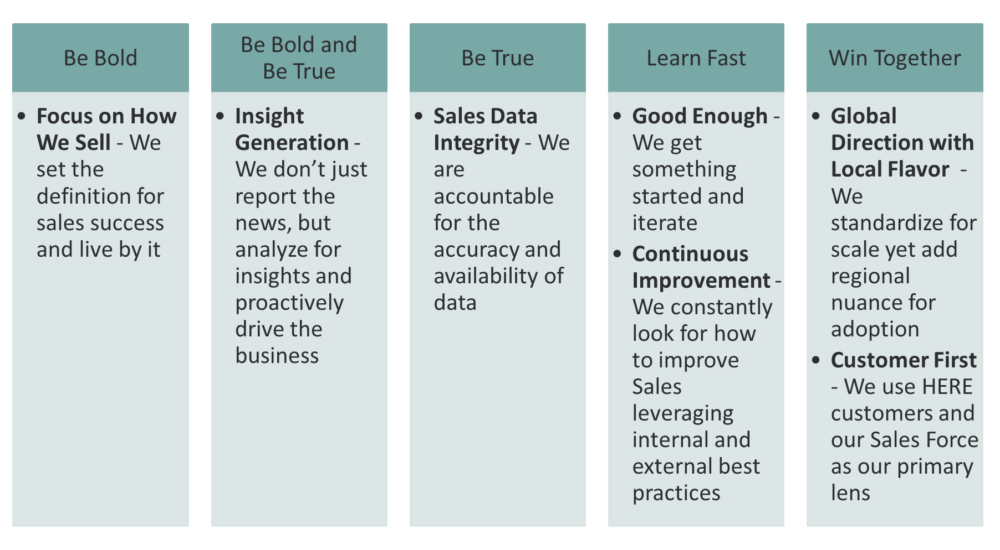 Be Bold
• Focus on How
We Sell - We
set the
definition for
sales success
and live by it
Be Bold and
Be True
• Insight
Generation -
We don’t just
report the
news, but
analyze for
insights and
proactively
drive the
business
Be True
• Sales Data
Integrity - We
are
accountable
for the
accuracy and
availability of
data
Learn Fast
• Good Enough -
We get
something
started and
iterate
• Continuous
Improvement -
We constantly
look for how
to improve
Sales
leveraging
internal and
external best
practices
Win Together
• Global
Direction with
Local Flavor -
We
standardize for
scale yet add
regional
nuance for
adoption
• Customer First
- We use HERE
customers and
our Sales Force
as our primary
lens